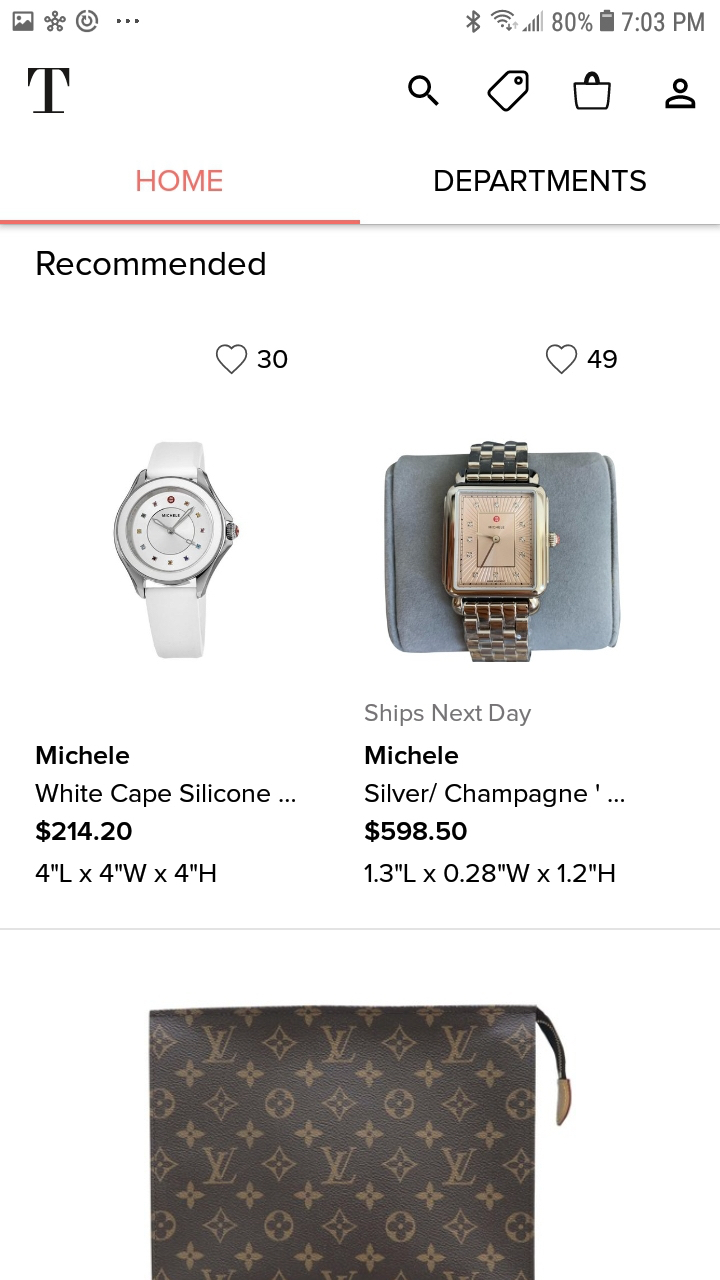 80% 7:03 PM
T
HOME DEPARTMENTS
Recommended
30 49
MICHELE MICHELE
Ships Next Day
Michele Michele
White Cape Silicone ... Silver/ Champagne ' ...
$214.20 $598.50
4"L x 4"W x 4"H 1.3"L x 0.28"W x 1.2"H
LV LV LV
LV LV LV